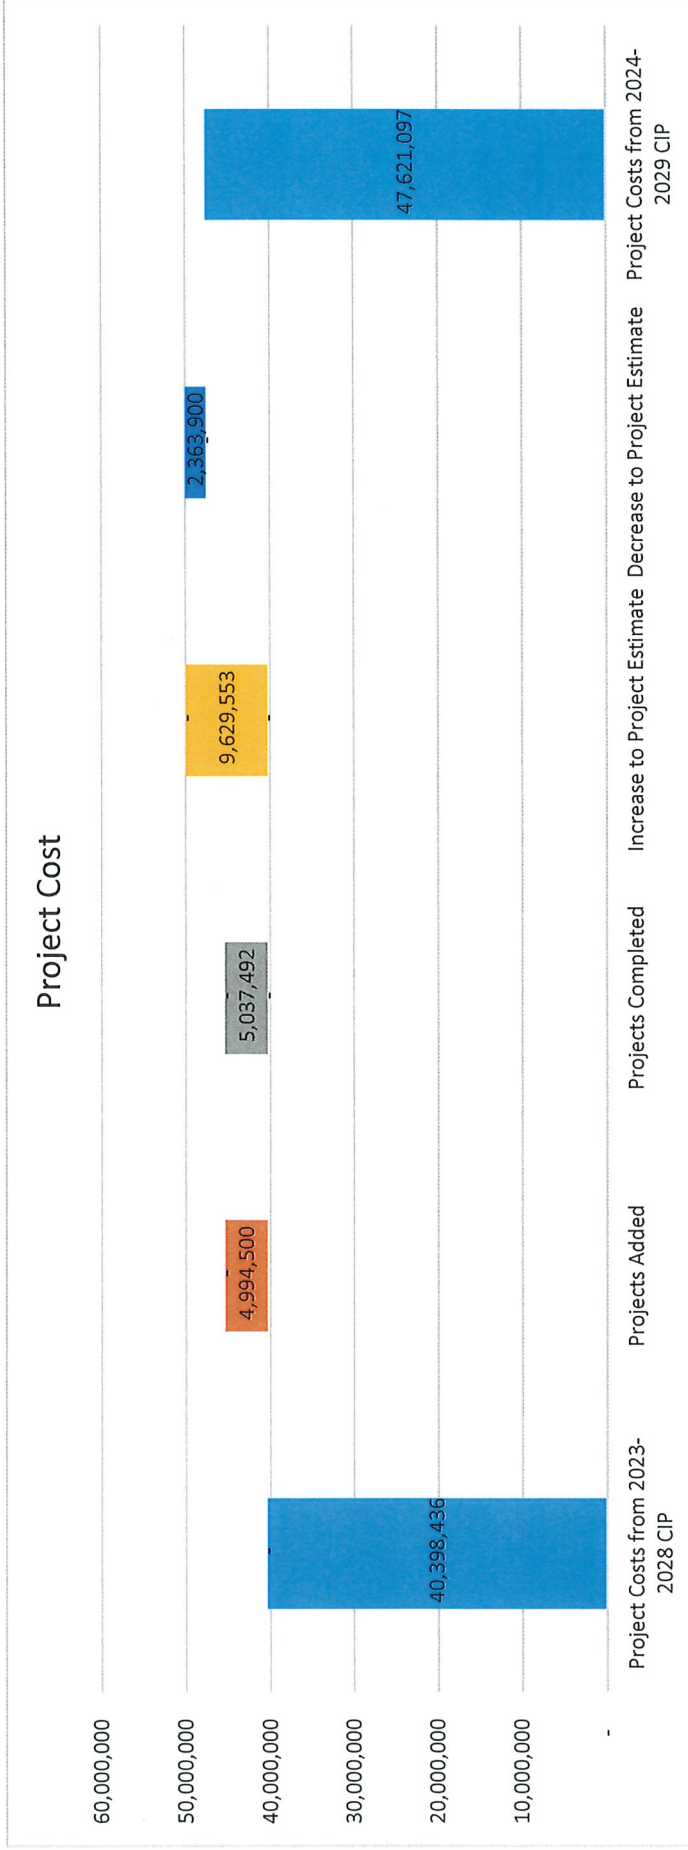 Project Cost
60,000,000
50,000,000
40,000,000
30,000,000
20,000,000
10,000,000
-
40,398,436
4,994,500
5,037,492
9,629,553
2,363,900
47,621,097
Project Costs from 2023-
2028 CIP
Projects Added
Projects Completed
Increase to Project Estimate
Decrease to Project Estimate
Project Costs from 2024-
2029 CIP